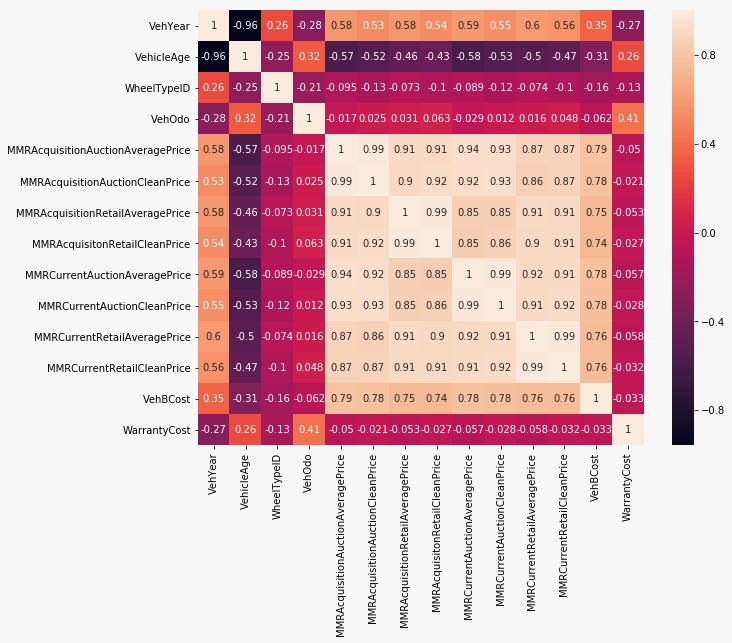 VehYear 1 -0.96 0.26 -0.28 0.58 0.53 0.58 0.54 0.59 0.55 0.6 0.56 0.35 -0.27
VehicleAge -0.96 1 -0.25 0.32 -0.57 -0.52 -0.46 -0.43 -0.58 -0.53 -0.5 -0.47 -0.31 0.26
WheelTypeID 0.26 -0.25 1 -0.21 -0.095 -0.13 -0.073 -0.1 -0.089 -0.12 -0.074 -0.1 -0.16 -0.13
VehOdo -0.28 0.32 -0.21 1 -0.017 0.025 0.031 0.063 -0.029 0.012 0.016 0.048 -0.062 0.41
MMRAcquisitionAuctionAveragePrice 0.58 -0.57 -0.095 -0.017 1 0.99 0.91 0.91 0.94 0.93 0.87 0.87 0.79 -0.05
MMRAcquisitionAuctionCleanPrice 0.53 -0.52 -0.13 0.025 0.99 1 0.9 0.92 0.92 0.93 0.86 0.87 0.78 -0.021
MMRAcquisitionRetailAveragePrice 0.58 -0.46 -0.073 0.031 0.91 0.9 1 0.99 0.85 0.85 0.91 0.91 0.75 -0.053
MMRAcquisitonRetailCleanPrice 0.54 -0.43 -0.1 0.063 0.91 0.92 0.99 1 0.85 0.86 0.9 0.91 0.74 -0.027
MMRCurrentAuctionAveragePrice 0.59 -0.58 -0.089 -0.029 0.94 0.92 0.85 0.85 1 0.99 0.92 0.91 0.78 -0.057
MMRCurrentAuctionCleanPrice 0.55 -0.53 -0.12 0.012 0.93 0.93 0.85 0.86 0.99 1 0.91 0.92 0.78 -0.028
MMRCurrentRetailAveragePrice 0.6 -0.5 -0.074 0.016 0.87 0.86 0.91 0.9 0.92 0.91 1 0.99 0.76 -0.058
MMRCurrentRetailCleanPrice 0.56 -0.47 -0.1 0.048 0.87 0.87 0.91 0.91 0.91 0.92 0.99 1 0.76 -0.032
VehBCost 0.35 -0.31 -0.16 -0.062 0.79 0.78 0.75 0.74 0.78 0.78 0.76 0.76 1 -0.033
WarrantyCost -0.27 0.26 -0.13 0.41 -0.05 -0.021 -0.053 -0.027 -0.057 -0.028 -0.058 -0.032 -0.033 1
VehYear
VehicleAge
WheelTypeID
VehOdo
MMRAcquisitionAuctionAveragePrice
MMRAcquisitionAuctionCleanPrice
MMRAcquisitionRetailAveragePrice
MMRAcquisitonRetailCleanPrice
MMRCurrentAuctionAveragePrice
MMRCurrentAuctionCleanPrice
MMRCurrentRetailAveragePrice
MMRCurrentRetailCleanPrice
VehBCost
WarrantyCost
0.8
0.4
0.0
−0.4
−0.8